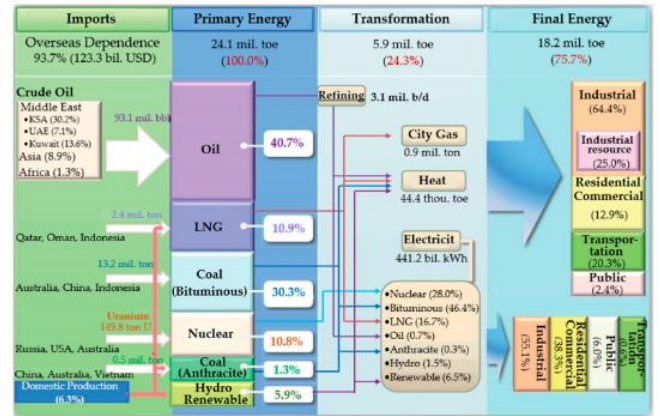 Imports
Primary Energy
Transformation
Final Energy
Overseas Dependence
93.7% (123.3 bil. USD)
24.1 mil. toe
(100.0%)
5.9 mil. toe
(24.3%)
18.2 mil. toe
(75.7%)
Crude Oil
Middle East
•KSA (30.2%)
•UAE (7.1%)
•Kuwait (13.6%)
Asia (8.9%)
Africa (1.3%)
93.1 mil. bbl
2.4 mil. ton
Qatar, Oman, Indonesia
13.2 mil. ton
Australia, China, Indonesia
Uranium
149.8 ton U
Russia, USA, Australia
0.5 mil. ton
China, Australia, Vietnam
Domestic Production
(6.3%)
Oil
40.7%
LNG
10.9%
Coal
(Bituminous)
30.3%
Nuclear
10.8%
Coal
(Anthracite)
1.3%
Hydro
Renewable
5.9%
Refining
3.1 mil. b/d
City Gas
0.9 mil. ton
Heat
44.4 thou. toe
Electricit
441.2 bil. kWh
•Nuclear (28.0%)
•Bituminous (46.4%)
•LNG (16.7%)
•Oil (0.7%)
•Anthracite (0.3%)
•Hydro (1.5%)
•Renewable (6.5%)
Industrial
(64.4%)
Industrial
resource
(25.0%)
Residential
Commercial
(12.9%)
Transpor-
tation
(20.3%)
Public
(2.4%)
Industrial
(55.1%)
Residential
Commercial
(38.3%)
Public
(6.0%)
Transpor-
tation
(0.6%)